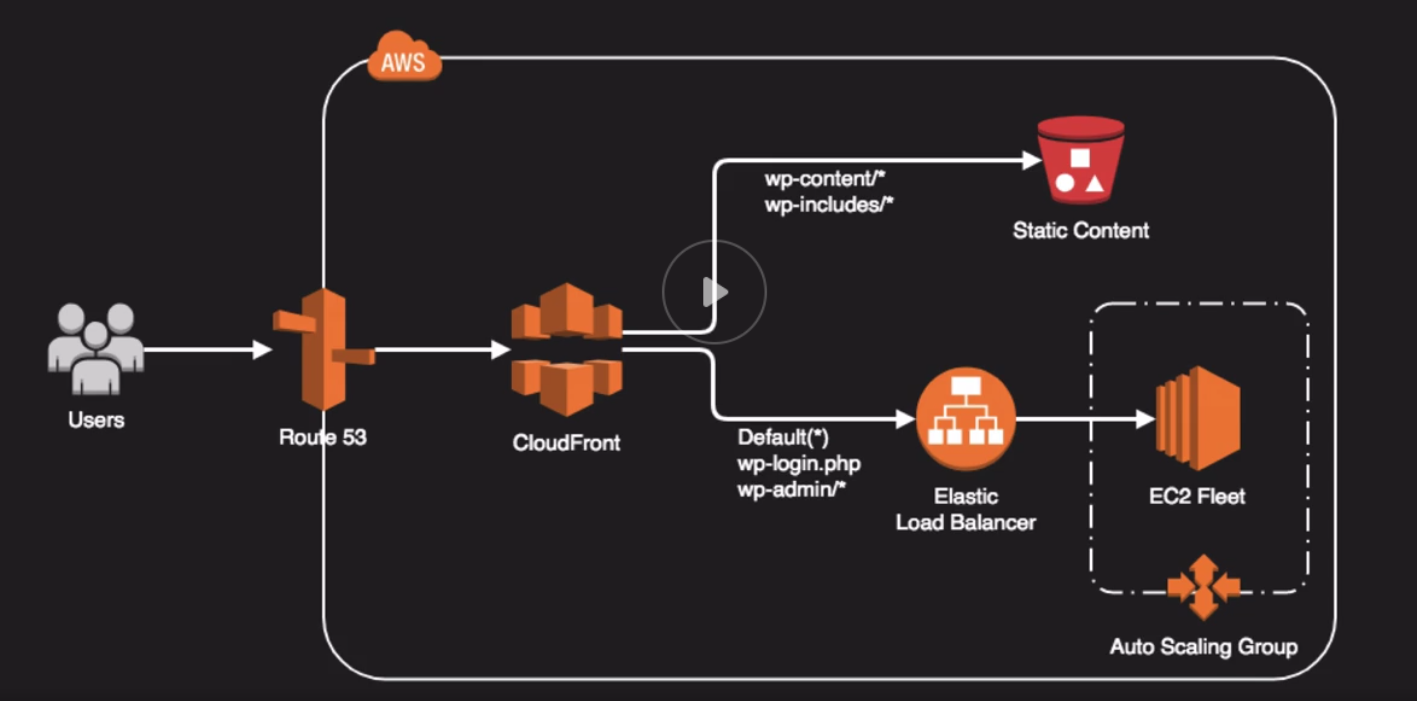 AWS
wp-content/*
wp-includes/*
Static Content
Users
Route 53
CloudFront
Default(*)
wp-login.php
wp-admin/*
Elastic
Load Balancer
EC2 Fleet
Auto Scaling Group